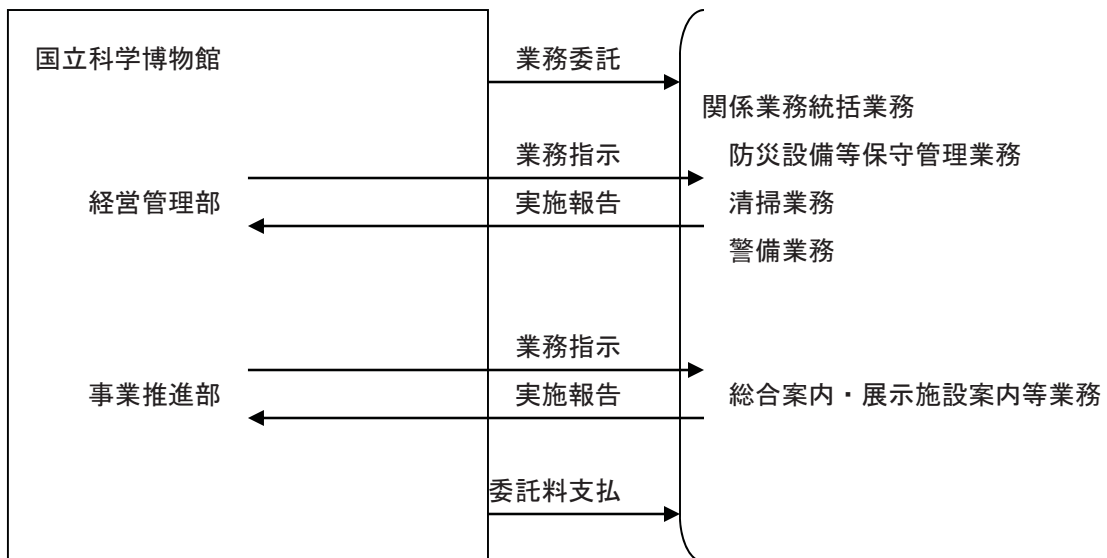 国立科学博物館
業務委託
関係業務統括業務
業務指示
防災設備等保守管理業務
経営管理部
実施報告
清掃業務
警備業務
業務指示
事業推進部
実施報告
総合案内・展示施設案内等業務
委託料支払